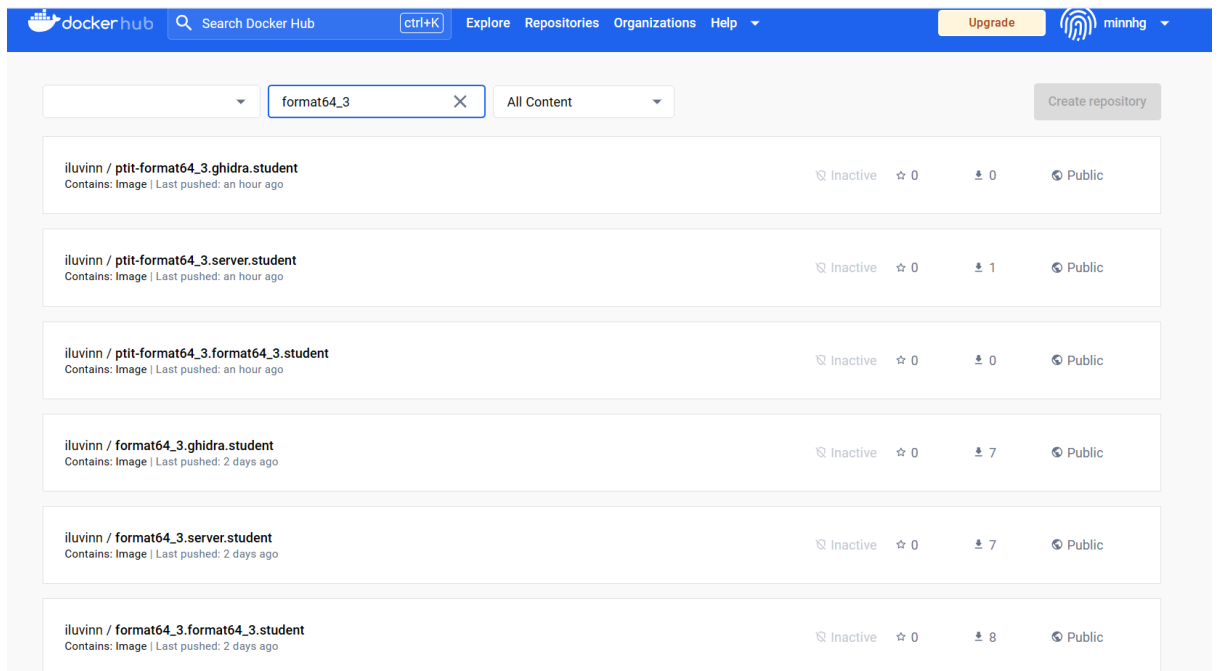 dockerhub Search Docker Hub ctrl+K Explore Repositories Organizations Help Upgrade minnhg
format64_3 All Content Create repository
iluvinn / ptit-format64_3.ghidra.student
Contains: Image | Last pushed: an hour ago
Inactive 0 0 Public
iluvinn / ptit-format64_3.server.student
Contains: Image | Last pushed: an hour ago
Inactive 0 1 Public
iluvinn / ptit-format64_3.format64_3.student
Contains: Image | Last pushed: an hour ago
Inactive 0 0 Public
iluvinn / format64_3.ghidra.student
Contains: Image | Last pushed: 2 days ago
Inactive 0 7 Public
iluvinn / format64_3.server.student
Contains: Image | Last pushed: 2 days ago
Inactive 0 7 Public
iluvinn / format64_3.format64_3.student
Contains: Image | Last pushed: 2 days ago
Inactive 0 8 Public